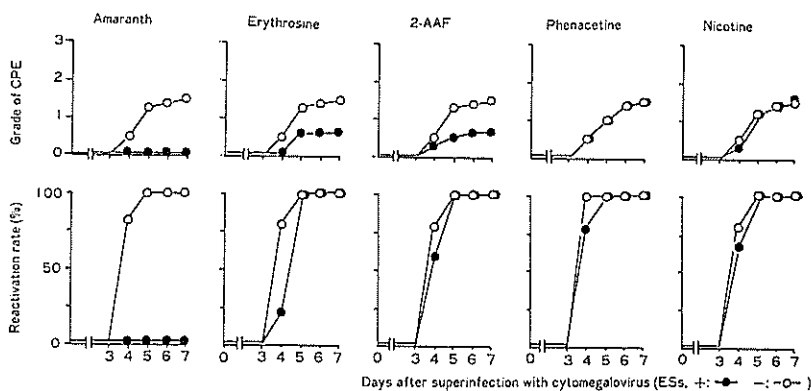 Amaranth Erythrosine 2-AAF Phenacetine Nicotine
Grade of CPE
3
2
1
0
Reactivation rate (%)
100
50
0
0 3 4 5 6 7 0 3 4 5 6 7 0 3 4 5 6 7 0 3 4 5 6 7 0 3 4 5 6 7
Days after superinfection with cytomegalovirus (ESs, +: —: )